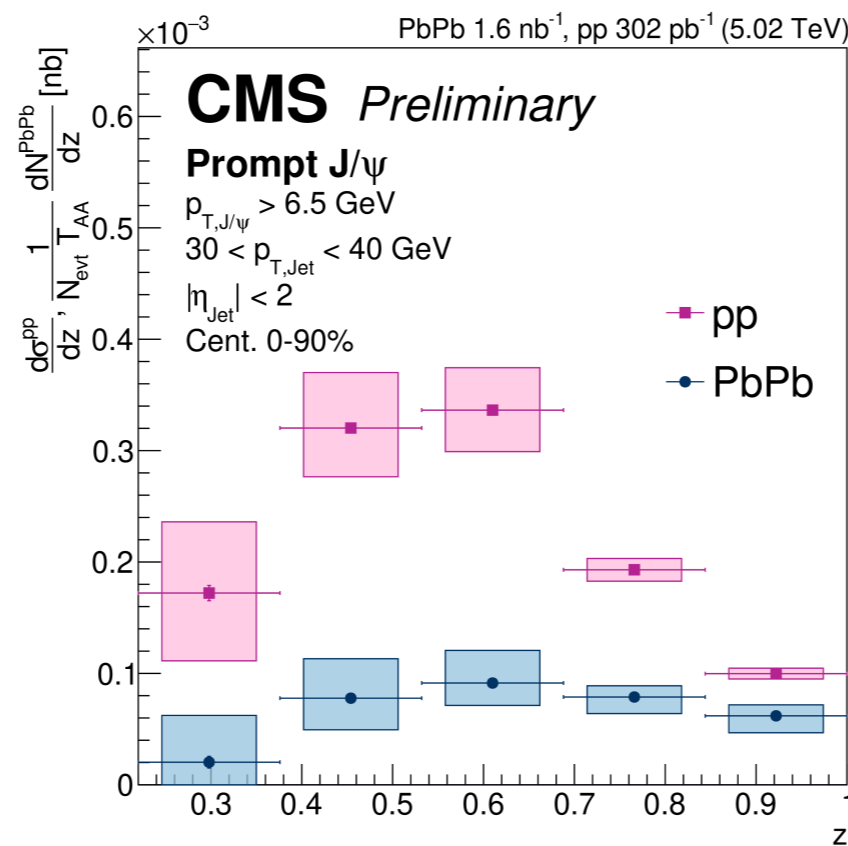 ×10⁻³
PbPb 1.6 nb⁻¹, pp 302 pb⁻¹ (5.02 TeV)
CMS Preliminary
Prompt J/ψ
p_T,J/ψ > 6.5 GeV
30 < p_T,Jet < 40 GeV
|η_Jet| < 2
Cent. 0-90%
pp
PbPb
dσ^pp/dz , 1/(N_evt T_AA) dN^PbPb/dz [nb]
0.6
0.5
0.4
0.3
0.2
0.1
0
0.3 0.4 0.5 0.6 0.7 0.8 0.9
z